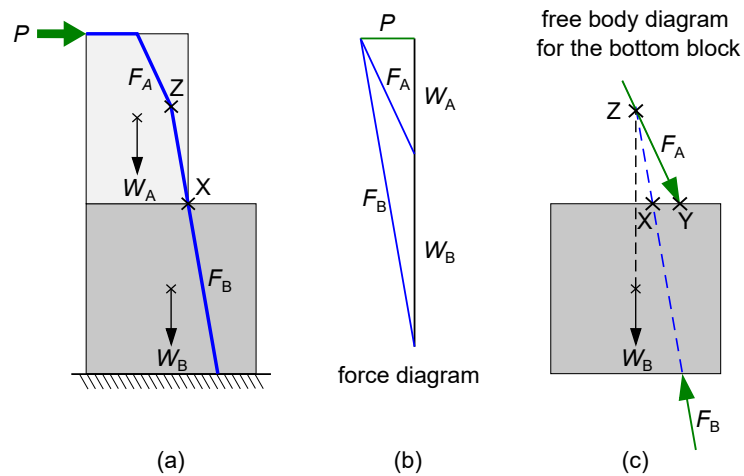 P
F_A
Z
W_A
X
F_B
W_B
(a)
P
F_A
W_A
F_B
W_B
force diagram
(b)
free body diagram
for the bottom block
Z
F_A
X
Y
W_B
F_B
(c)